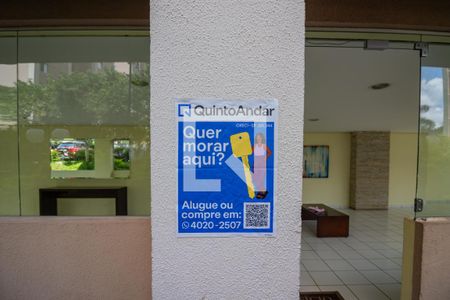 QuintoAndar
Quer
morar
aqui?
Alugue ou
compre em:
4020-2507